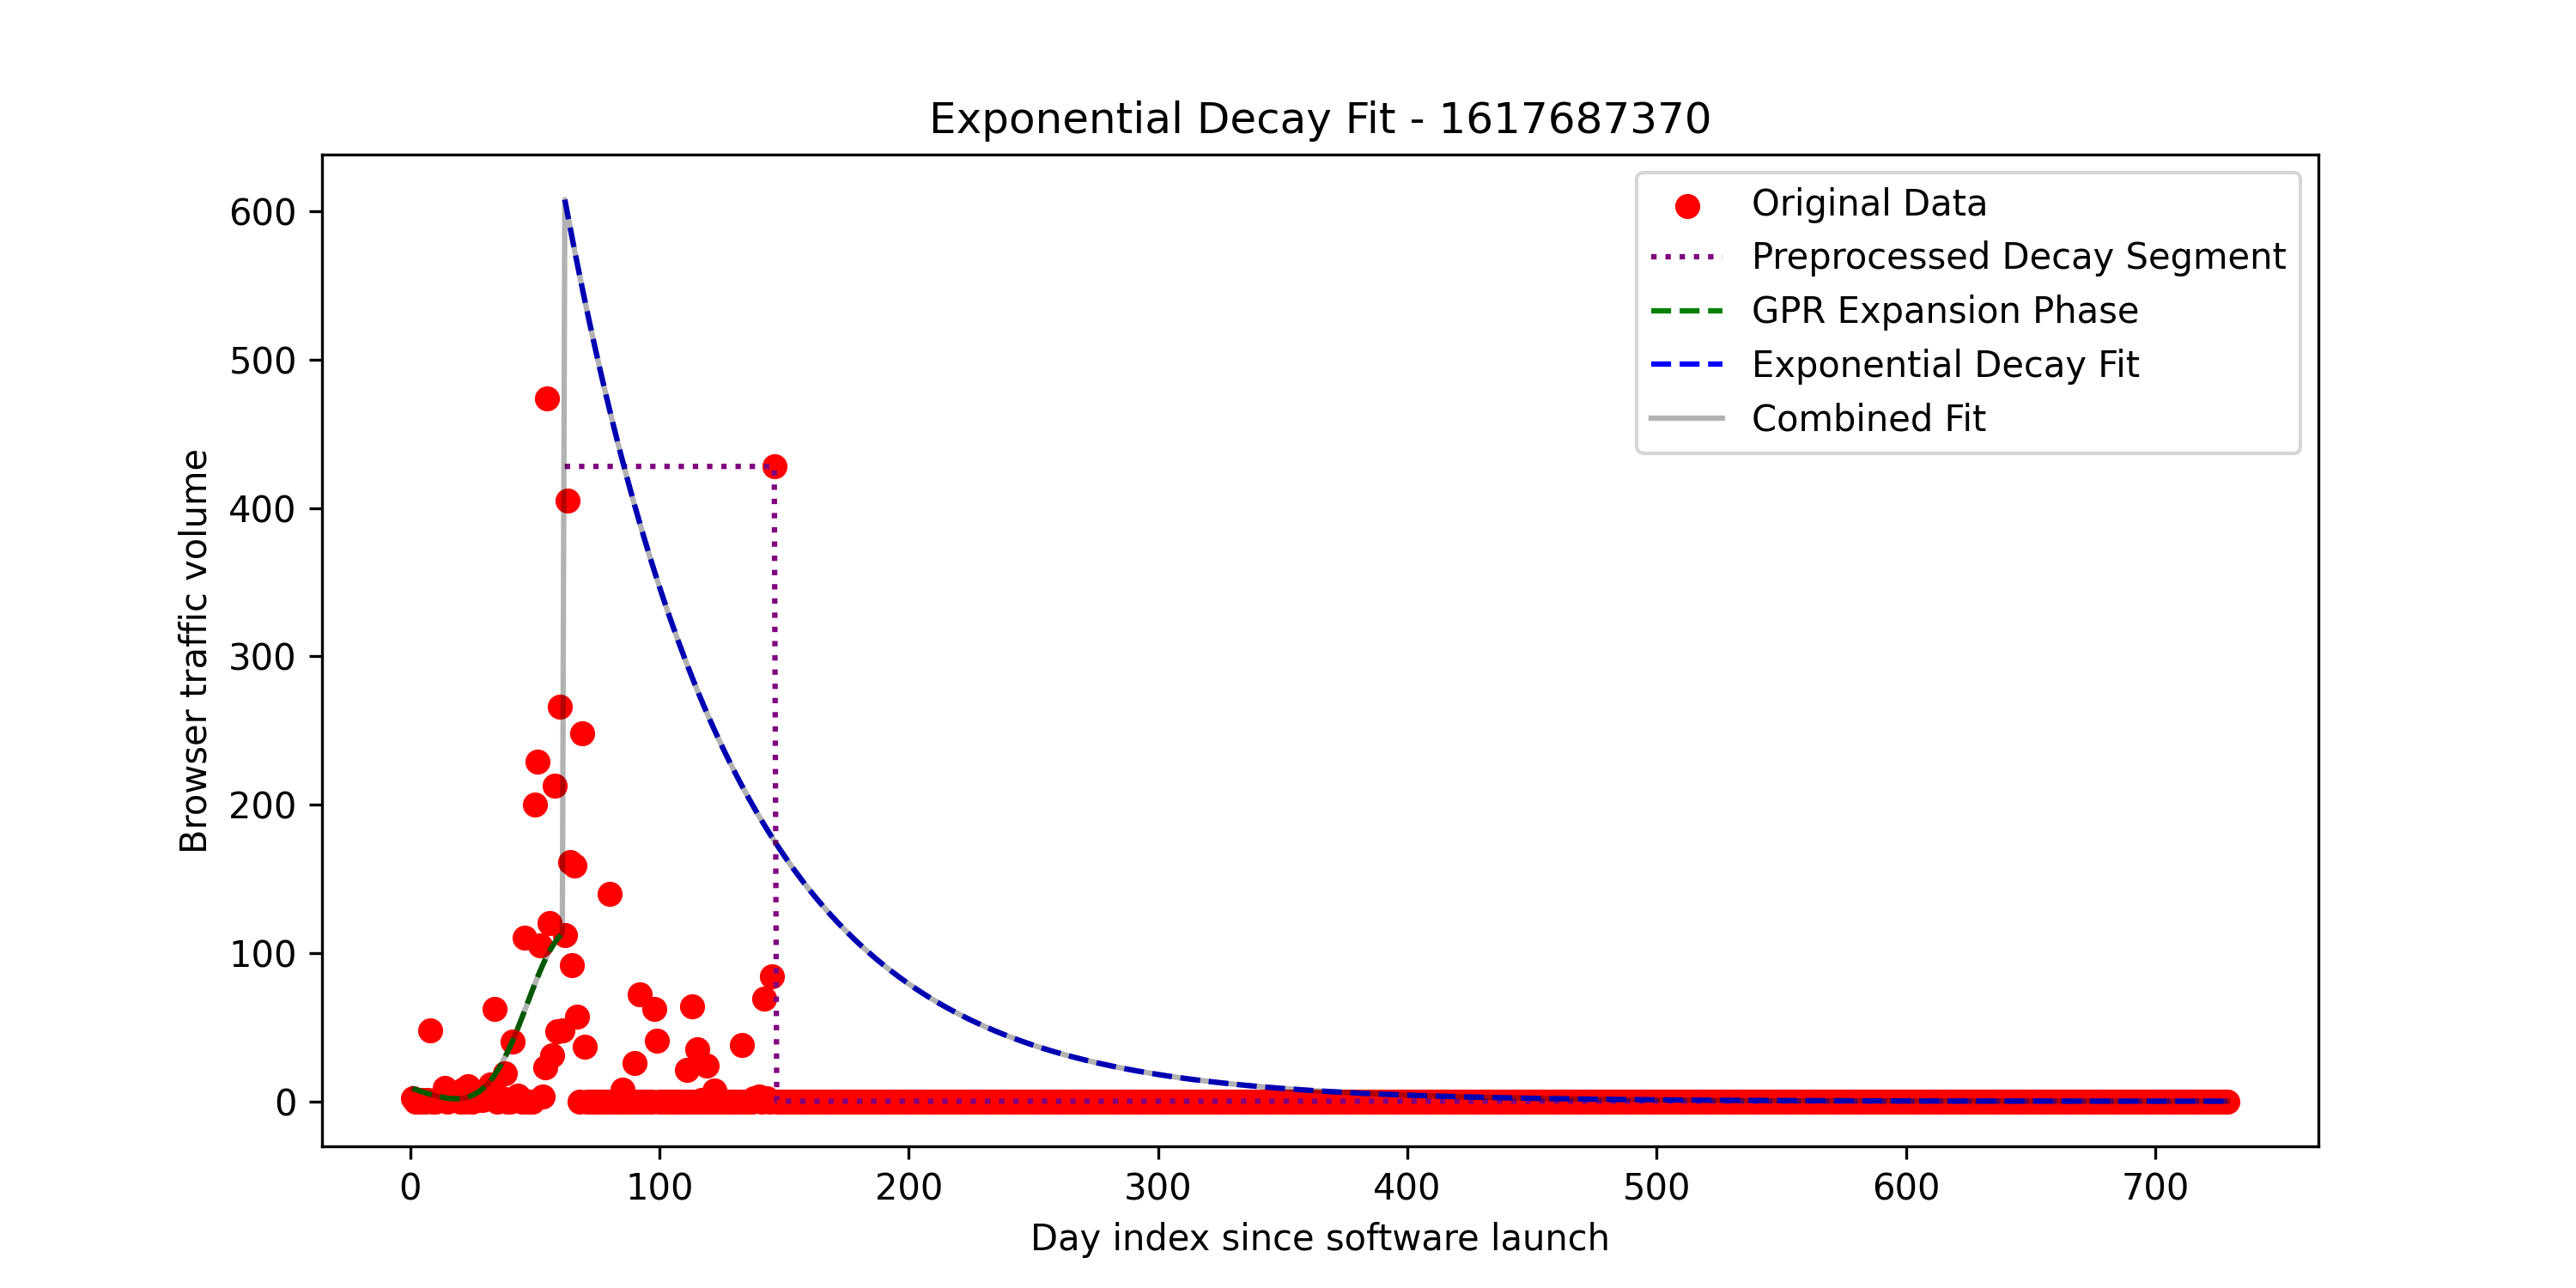 Exponential Decay Fit - 1617687370
Original Data
Preprocessed Decay Segment
GPR Expansion Phase
Exponential Decay Fit
Combined Fit
Browser traffic volume
600
500
400
300
200
100
0
0 100 200 300 400 500 600 700
Day index since software launch